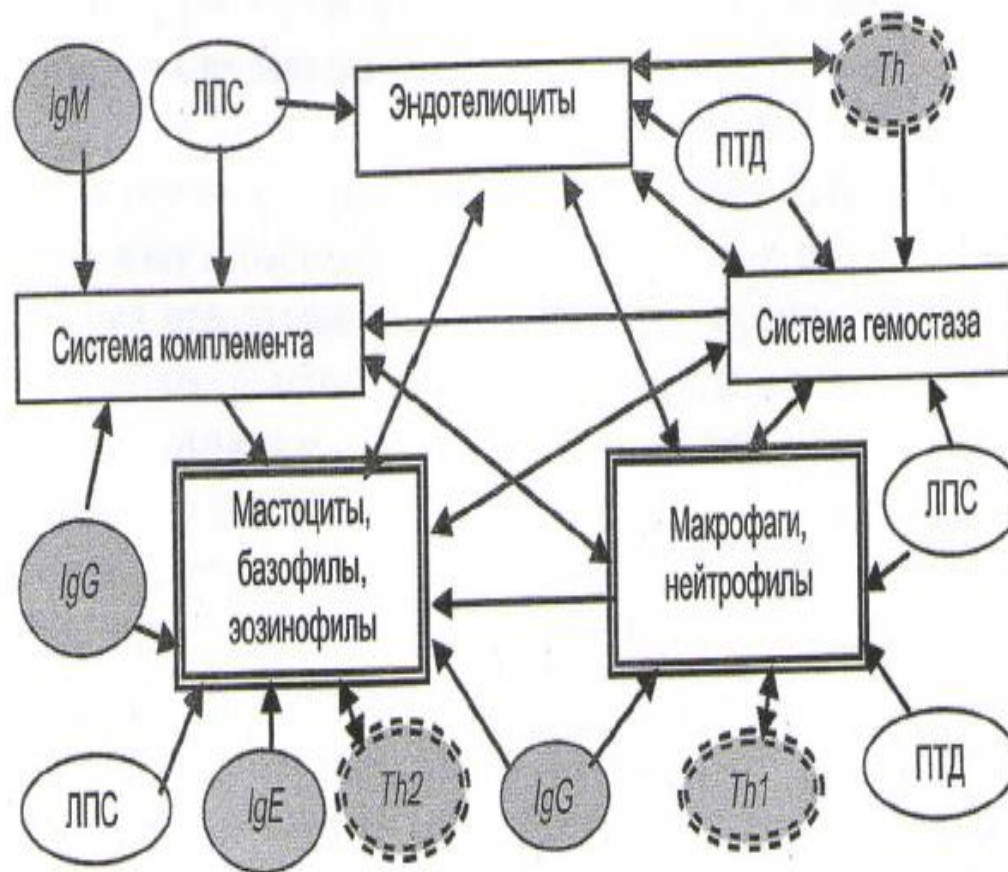 IgM
ЛПС
Эндотелиоциты
Th
ПТД
Система комплемента
Система гемостаза
IgG
Мастоциты,
базофилы,
эозинофилы
Макрофаги,
нейтрофилы
ЛПС
ЛПС
IgE
Th2
IgG
Th1
ПТД